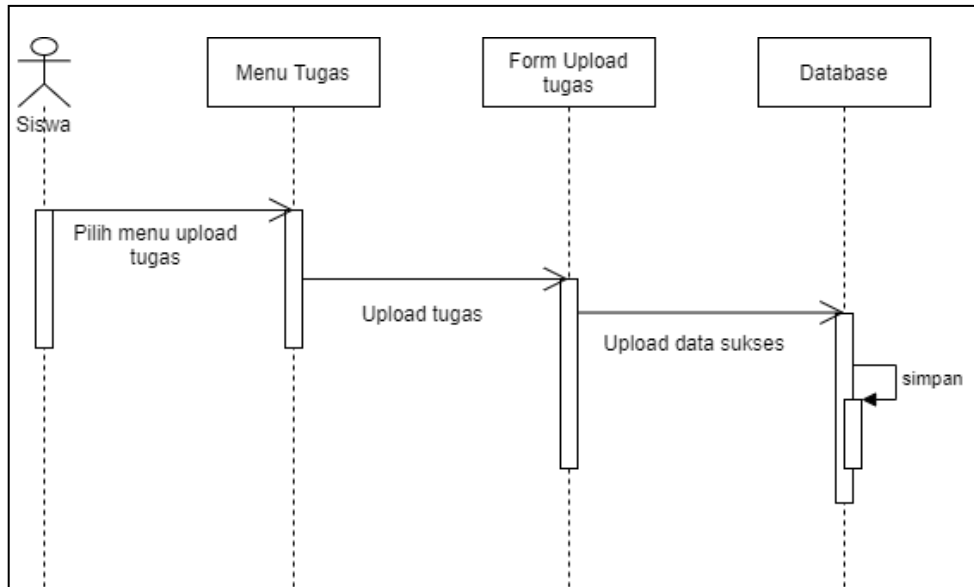 Siswa
Menu Tugas
Form Upload
tugas
Database
Pilih menu upload
tugas
Upload tugas
Upload data sukses
simpan